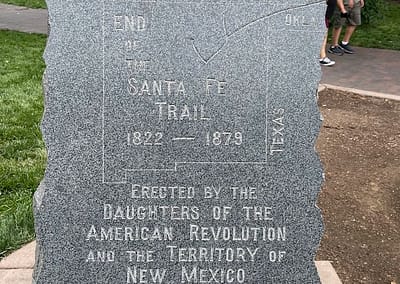 END OKLA
OF
THE
SANTA FE
TRAIL
1822 — 1879
TEXAS
ERECTED BY THE
DAUGHTERS OF THE
AMERICAN REVOLUTION
AND THE TERRITORY OF
NEW MEXICO